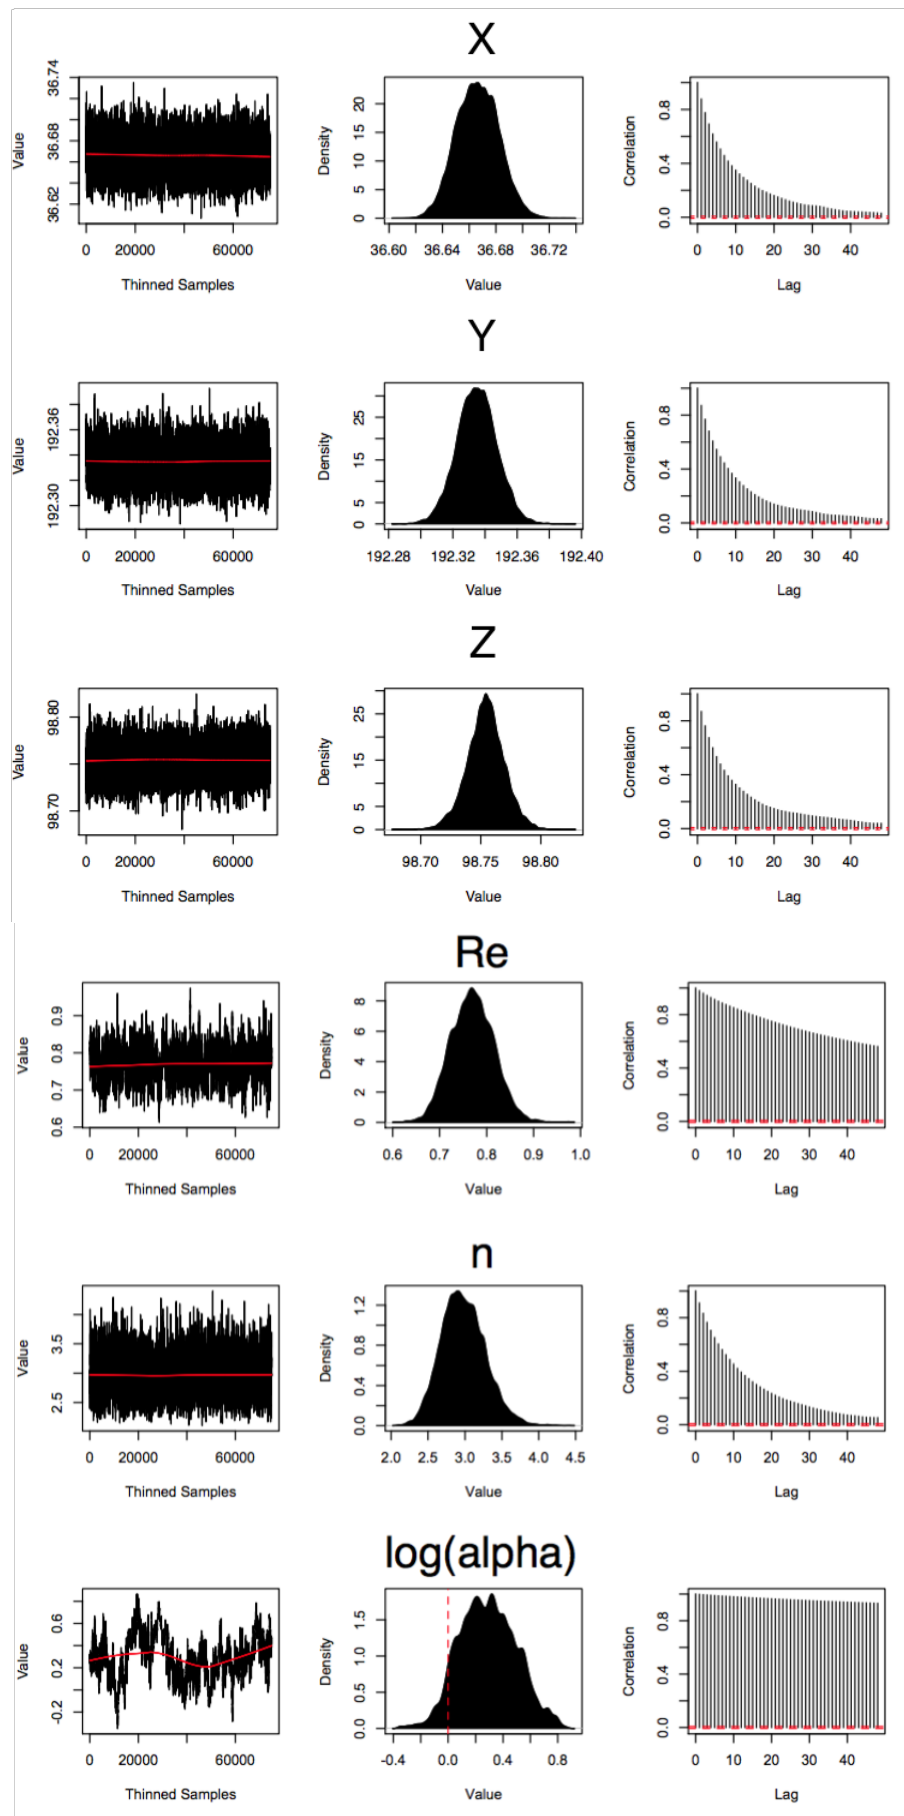 X
Value
36.62 36.68 36.74
0 20000 60000
Thinned Samples
Density
0 5 10 15 20
36.60 36.64 36.68 36.72
Value
Correlation
0.0 0.4 0.8
0 10 20 30 40
Lag
Y
Value
192.30 192.36
0 20000 60000
Thinned Samples
Density
0 5 15 25
192.28 192.32 192.36 192.40
Value
Correlation
0.0 0.4 0.8
0 10 20 30 40
Lag
Z
Value
98.70 98.80
0 20000 60000
Thinned Samples
Density
0 5 15 25
98.70 98.75 98.80
Value
Correlation
0.0 0.4 0.8
0 10 20 30 40
Lag
Re
Value
0.6 0.7 0.8 0.9
0 20000 60000
Thinned Samples
Density
0 2 4 6 8
0.6 0.7 0.8 0.9 1.0
Value
Correlation
0.0 0.4 0.8
0 10 20 30 40
Lag
n
Value
2.5 3.5
0 20000 60000
Thinned Samples
Density
0.0 0.4 0.8 1.2
2.0 2.5 3.0 3.5 4.0 4.5
Value
Correlation
0.0 0.4 0.8
0 10 20 30 40
Lag
log(alpha)
Value
-0.2 0.2 0.6
0 20000 60000
Thinned Samples
Density
0.0 0.5 1.0 1.5
-0.4 0.0 0.4 0.8
Value
Correlation
0.0 0.4 0.8
0 10 20 30 40
Lag